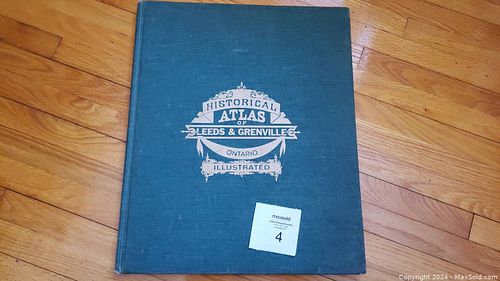 HISTORICAL
ATLAS
OF
LEEDS & GRENVILLE
ONTARIO
ILLUSTRATED
maxsold
4
Copyright 2024 - MaxSold.com